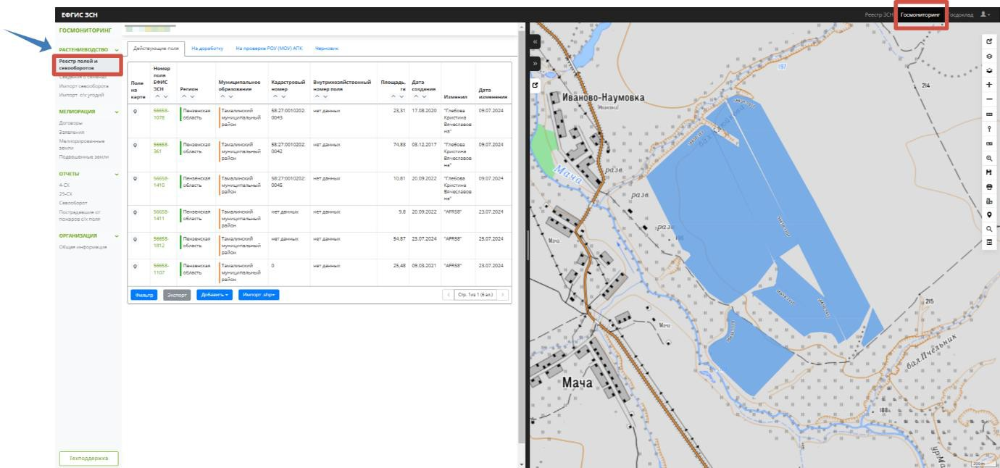 ЕФГИС ЗСН
Реестр ЗСН
Госмониторинг
Госдоклад
ГОСМОНИТОРИНГ
РАСТЕНИЕВОДСТВО
Реестр полей и
севооборотов
Сведения о семенах
Импорт севооборота
Импорт с/х угодий
МЕЛИОРАЦИЯ
Договоры
Заявления
Мелиорированные
земли
Подвешенные земли
ОТЧЕТЫ
4-СХ
29-СХ
Севооборот
Пострадавшие от
пожаров с/х поля
ОРГАНИЗАЦИЯ
Общая информация
Техподдержка
Действующие поля
На доработку
На проверке РОУ (МОУ) АПК
Черновик
Поле на карте
Номер поля ЕФИС ЗСН
Регион
Муниципальное образование
Кадастровый номер
Внутрихозяйственный номер поля
Площадь, га
Дата создания
Изменил
Дата изменения
56658-1078 Пензенская область Тамалинский муниципальный район 58:27:0010202:0043 нет данных 23,31 17.08.2020 "Глебова Кристина Вячеславовна" 09.07.2024
56658-361 Пензенская область Тамалинский муниципальный район 58:27:0010202:0042 нет данных 74,83 03.12.2017 "Глебова Кристина Вячеславовна" 09.07.2024
56658-1410 Пензенская область Тамалинский муниципальный район 58:27:0010202:0045 нет данных 10,81 20.09.2022 "Глебова Кристина Вячеславовна" 09.07.2024
56658-1411 Пензенская область Тамалинский муниципальный район нет данных нет данных 9,8 20.09.2022 "AFR58" 23.07.2024
56658-1812 Пензенская область Тамалинский муниципальный район нет данных нет данных 54,87 23.07.2024 "AFR58" 25.07.2024
56658-1107 Пензенская область Тамалинский муниципальный район 0 нет данных 25,48 09.03.2021 "AFR58" 23.07.2024
Фильтр
Экспорт
Добавить
Импорт .shp
Стр. 1 из 1 (6 эл.)
197
214
Иваново-Наумовка
Мача
разв.
разв.
разв.
Мача
215
Мача
Мача
бал.Пчельник
188
200 m